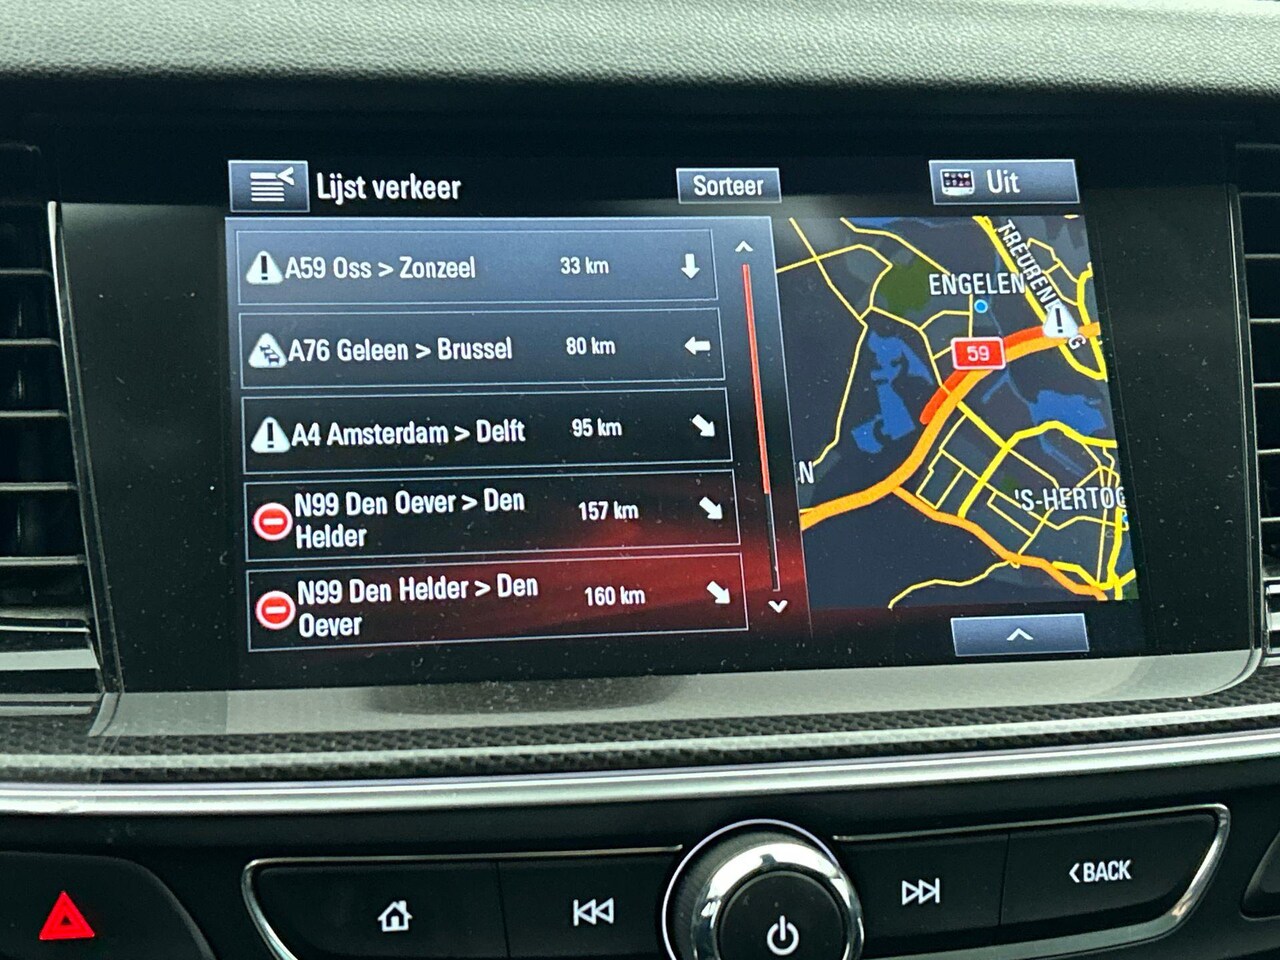 Lijst verkeer
Sorteer
Uit
A59 Oss > Zonzeel
33 km
A76 Geleen > Brussel
80 km
A4 Amsterdam > Delft
95 km
N99 Den Oever > Den
Helder
157 km
N99 Den Helder > Den
Oever
160 km
TREUREN
G
ENGELEN
59
N
'S-HERTOG
<BACK